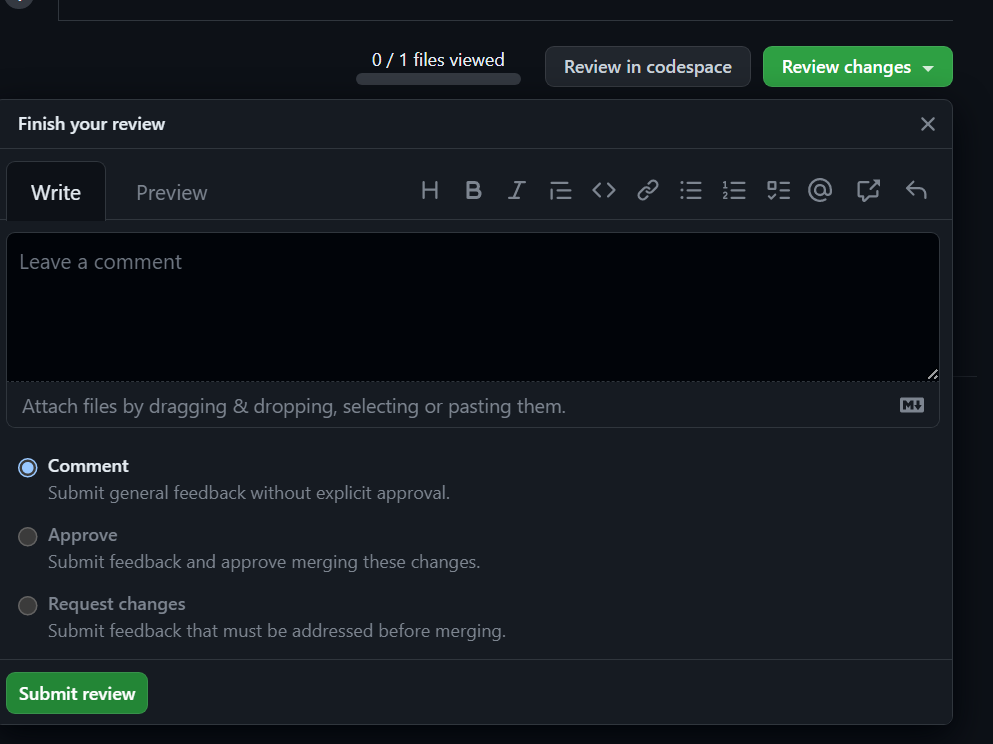 0 / 1 files viewed
Review in codespace
Review changes
Finish your review
Write
Preview
Leave a comment
Attach files by dragging & dropping, selecting or pasting them.
Comment
Submit general feedback without explicit approval.
Approve
Submit feedback and approve merging these changes.
Request changes
Submit feedback that must be addressed before merging.
Submit review